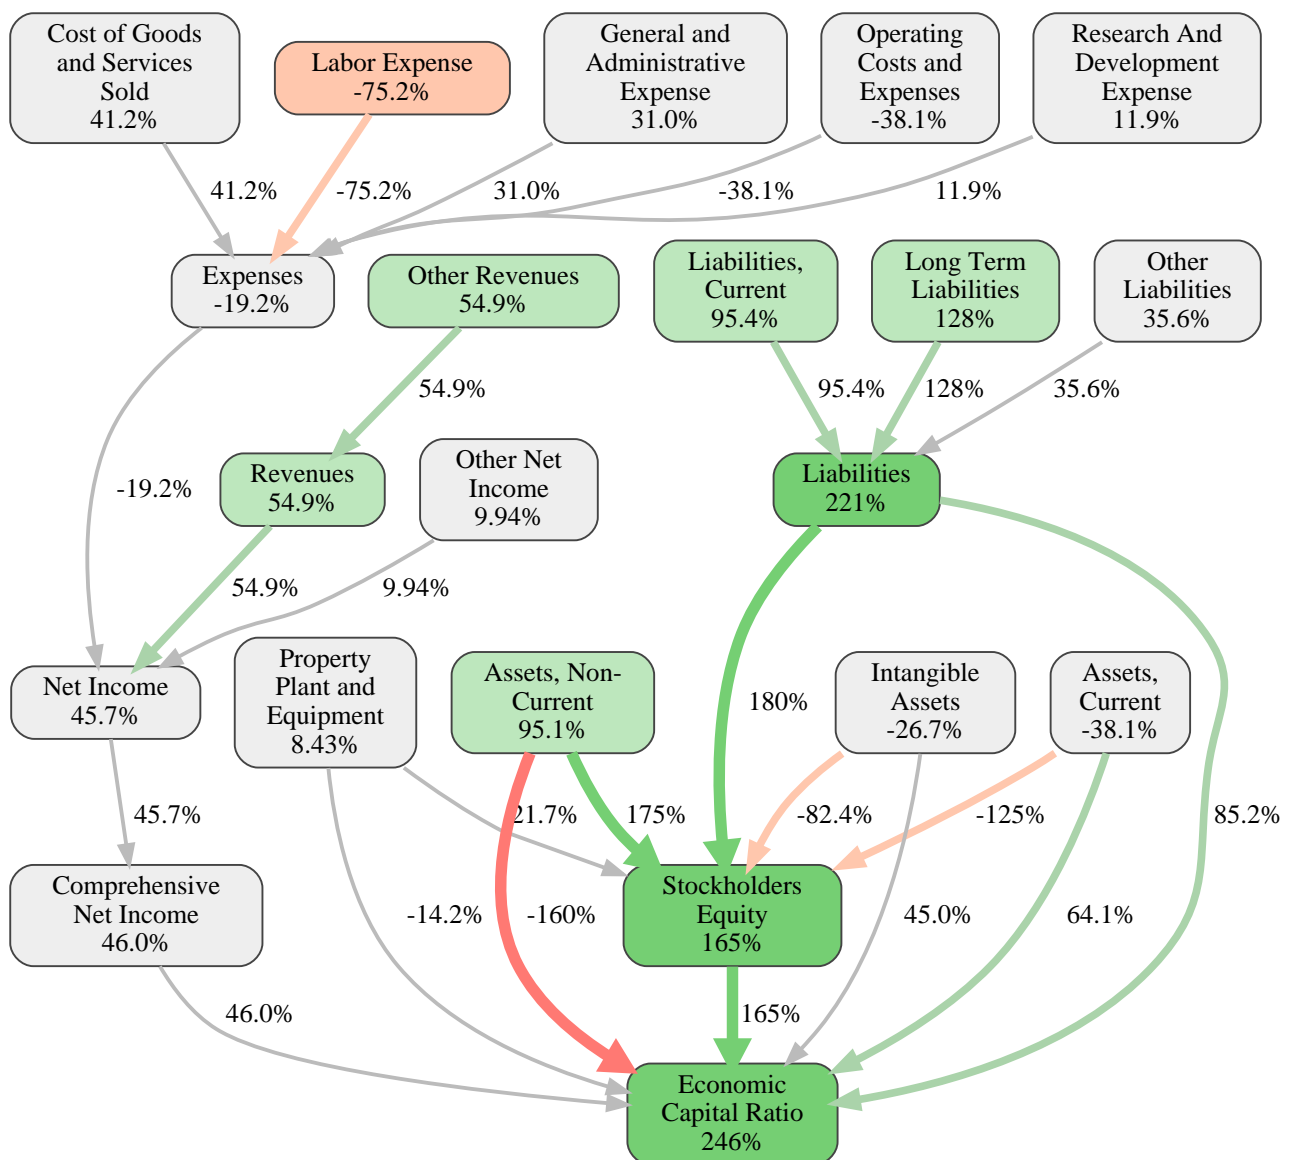 Cost of Goods
and Services
Sold
41.2%
Labor Expense
-75.2%
General and
Administrative
Expense
31.0%
Operating
Costs and
Expenses
-38.1%
Research And
Development
Expense
11.9%
41.2%
-75.2%
31.0%
-38.1%
11.9%
Expenses
-19.2%
Other Revenues
54.9%
Liabilities,
Current
95.4%
Long Term
Liabilities
128%
Other
Liabilities
35.6%
54.9%
95.4%
128%
35.6%
-19.2%
Revenues
54.9%
Other Net
Income
9.94%
Liabilities
221%
54.9%
9.94%
Net Income
45.7%
Property
Plant and
Equipment
8.43%
Assets, Non-
Current
95.1%
180%
Intangible
Assets
-26.7%
Assets,
Current
-38.1%
45.7%
21.7%
175%
-82.4%
-125%
85.2%
Comprehensive
Net Income
46.0%
-14.2%
-160%
Stockholders
Equity
165%
45.0%
64.1%
46.0%
165%
Economic
Capital Ratio
246%